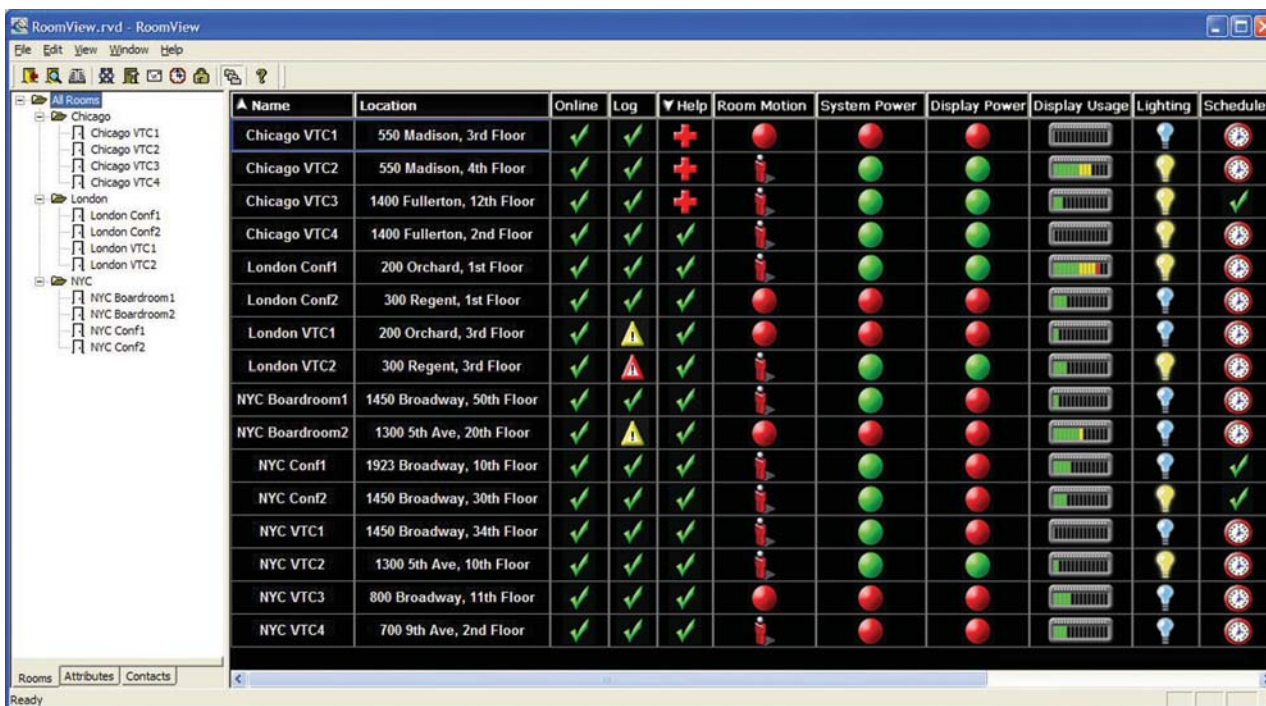 RoomView.rvd - RoomView
File Edit View Window Help
All Rooms
Chicago
Chicago VTC1
Chicago VTC2
Chicago VTC3
Chicago VTC4
London
London Conf1
London Conf2
London VTC1
London VTC2
NYC
NYC Boardroom1
NYC Boardroom2
NYC Conf1
NYC Conf2
Rooms Attributes Contacts
Name Location Online Log Help Room Motion System Power Display Power Display Usage Lighting Schedule
Chicago VTC1 550 Madison, 3rd Floor
Chicago VTC2 550 Madison, 4th Floor
Chicago VTC3 1400 Fullerton, 12th Floor
Chicago VTC4 1400 Fullerton, 2nd Floor
London Conf1 200 Orchard, 1st Floor
London Conf2 300 Regent, 1st Floor
London VTC1 200 Orchard, 3rd Floor
London VTC2 300 Regent, 3rd Floor
NYC Boardroom1 1450 Broadway, 50th Floor
NYC Boardroom2 1300 5th Ave, 20th Floor
NYC Conf1 1923 Broadway, 10th Floor
NYC Conf2 1450 Broadway, 30th Floor
NYC VTC1 1450 Broadway, 34th Floor
NYC VTC2 1300 5th Ave, 10th Floor
NYC VTC3 800 Broadway, 11th Floor
NYC VTC4 700 9th Ave, 2nd Floor
Ready